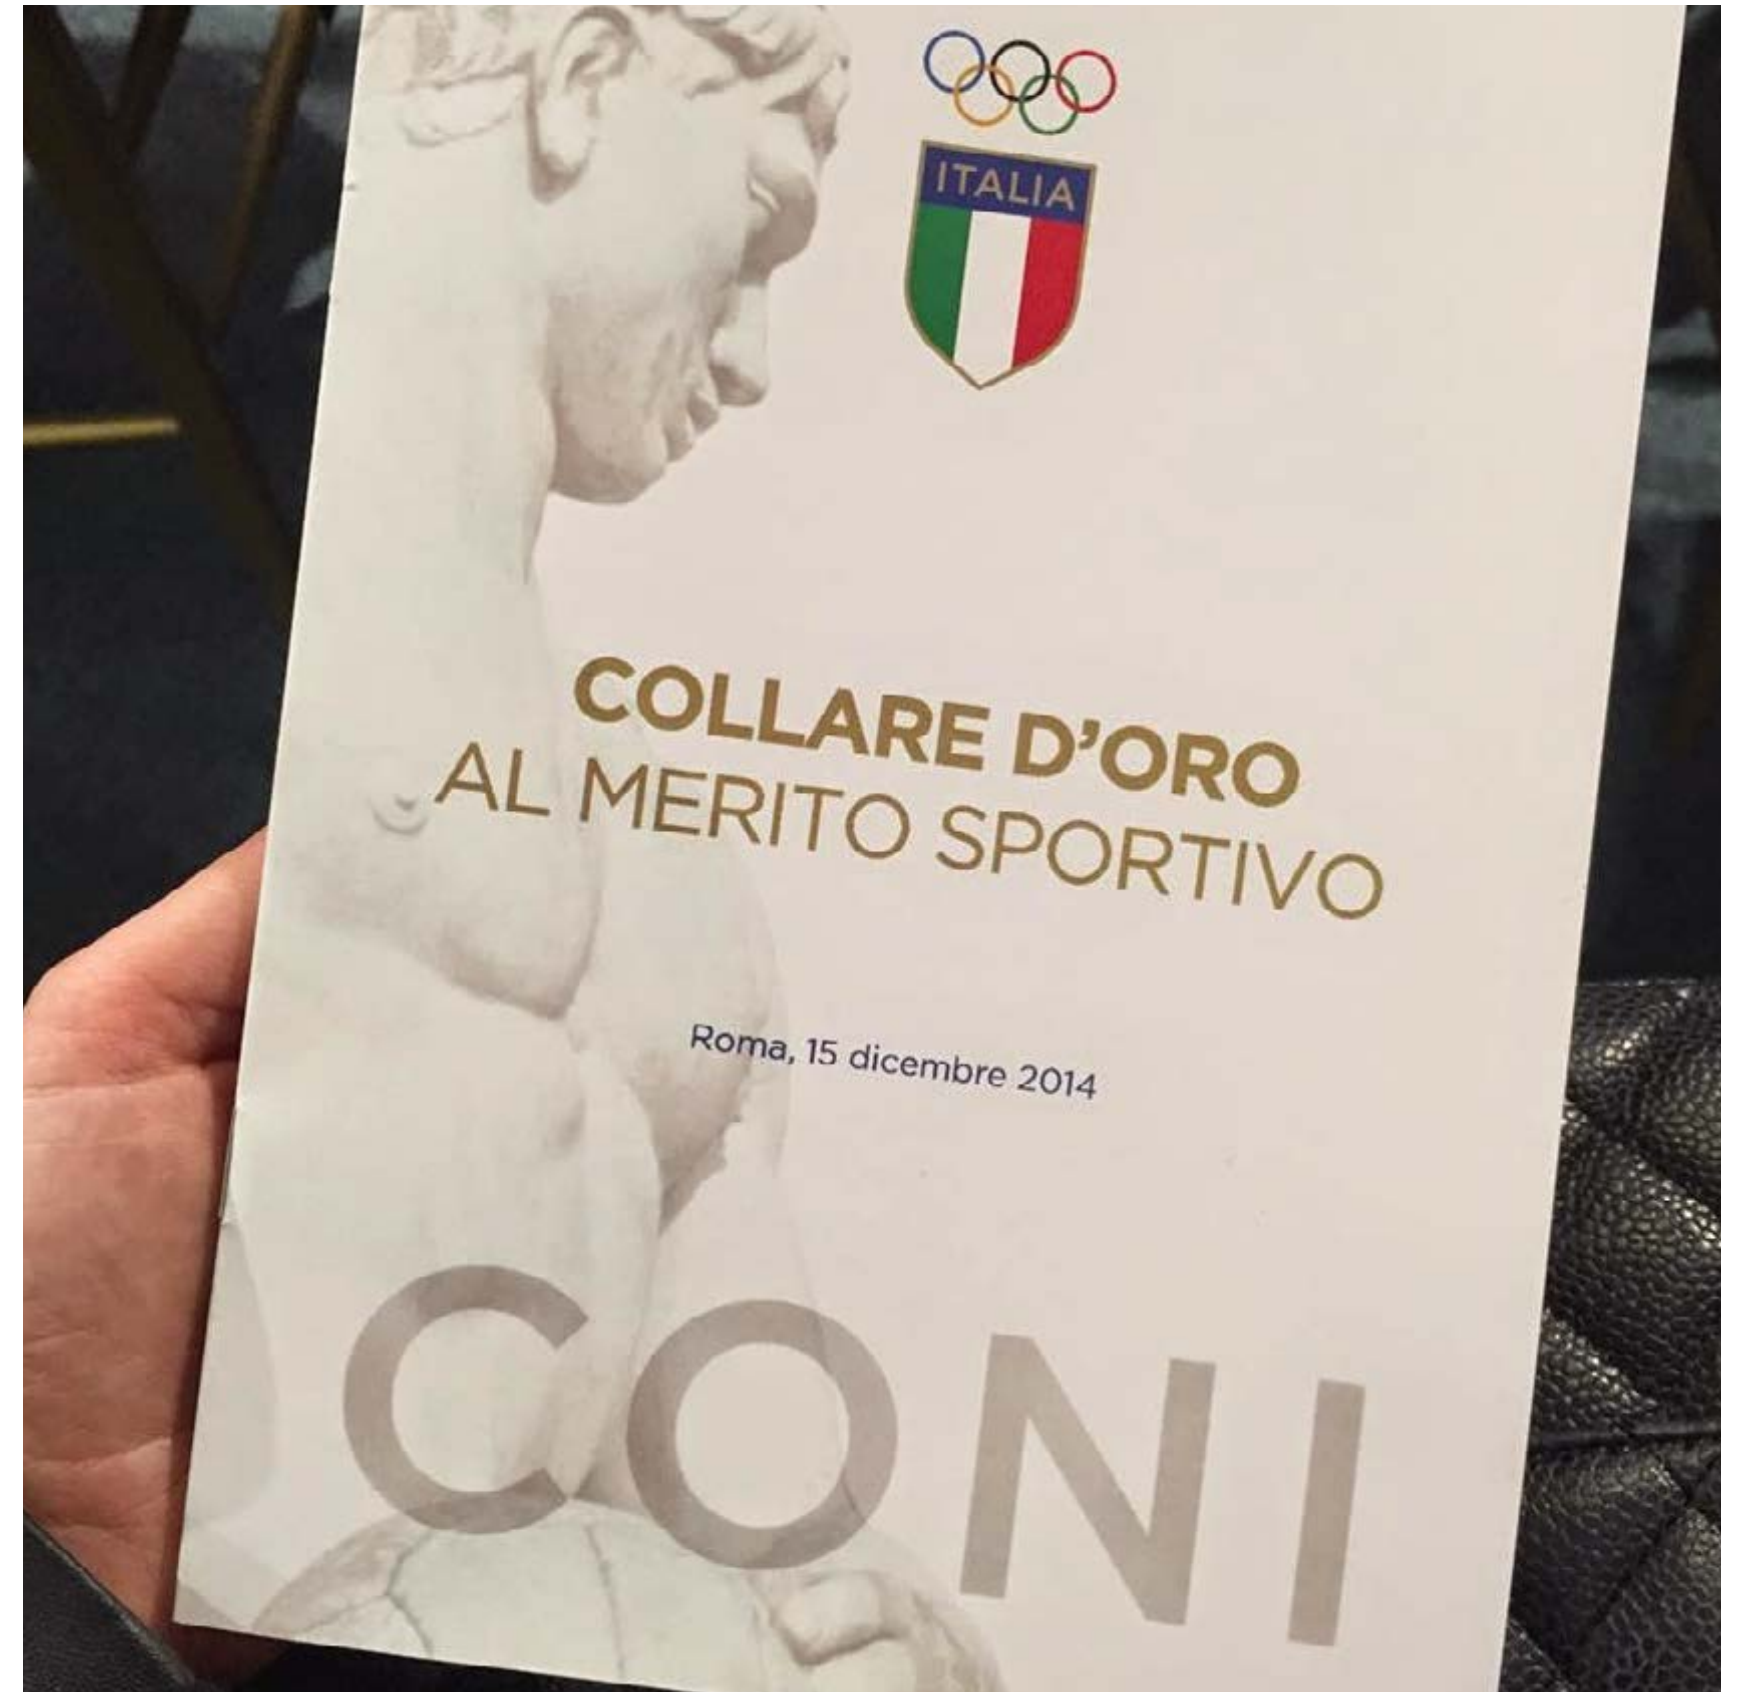 ITALIA
COLLARE D'ORO
AL MERITO SPORTIVO
Roma, 15 dicembre 2014
CONI